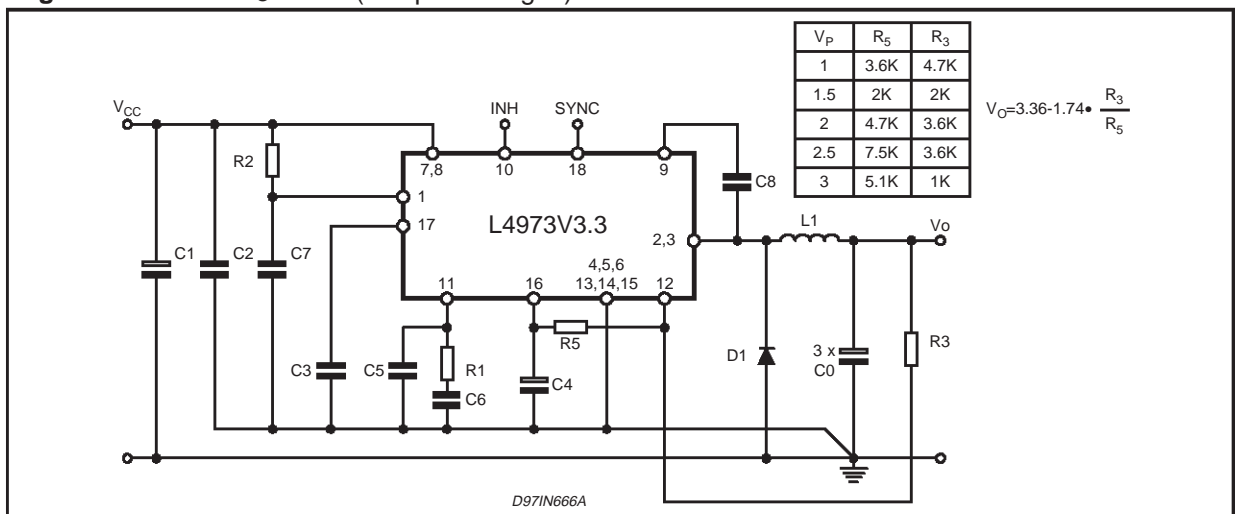 V_P R_5 R_3
1 3.6K 4.7K
1.5 2K 2K
2 4.7K 3.6K
2.5 7.5K 3.6K
3 5.1K 1K
V_O=3.36-1.74• R_3
R_5
V_CC
INH SYNC
R2
7,8 10 18 9
1
17
C8
L4973V3.3
2,3
L1
Vo
C1 C2 C7
4,5,6
11 16 13,14,15 12
R5
C3 C5 R1
C6
C4
D1
3 x
C0
R3
D97IN666A